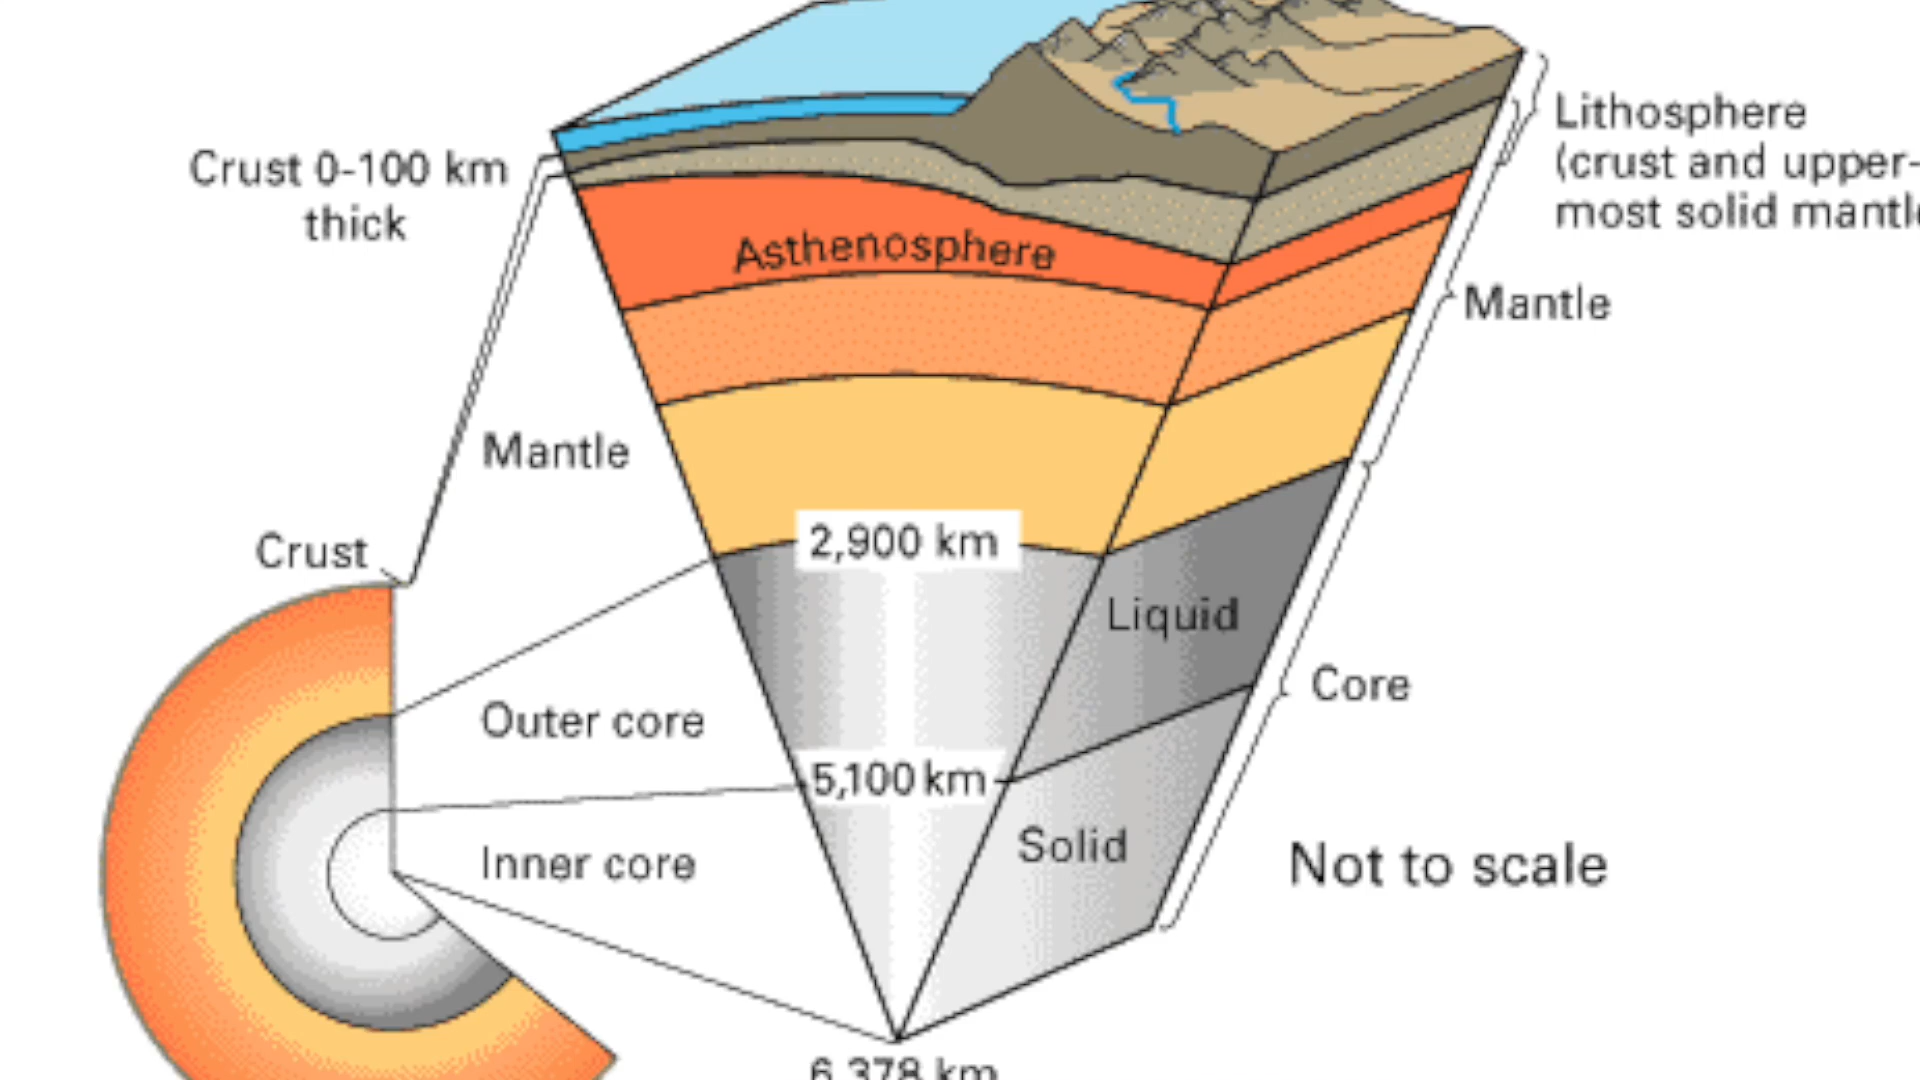 Lithosphere
(crust and upper-
most solid mantle
Crust 0-100 km
thick
Asthenosphere
Mantle
Mantle
2,900 km
Crust
Liquid
Core
Outer core
5,100 km
Solid
Inner core
Not to scale
6,378 km